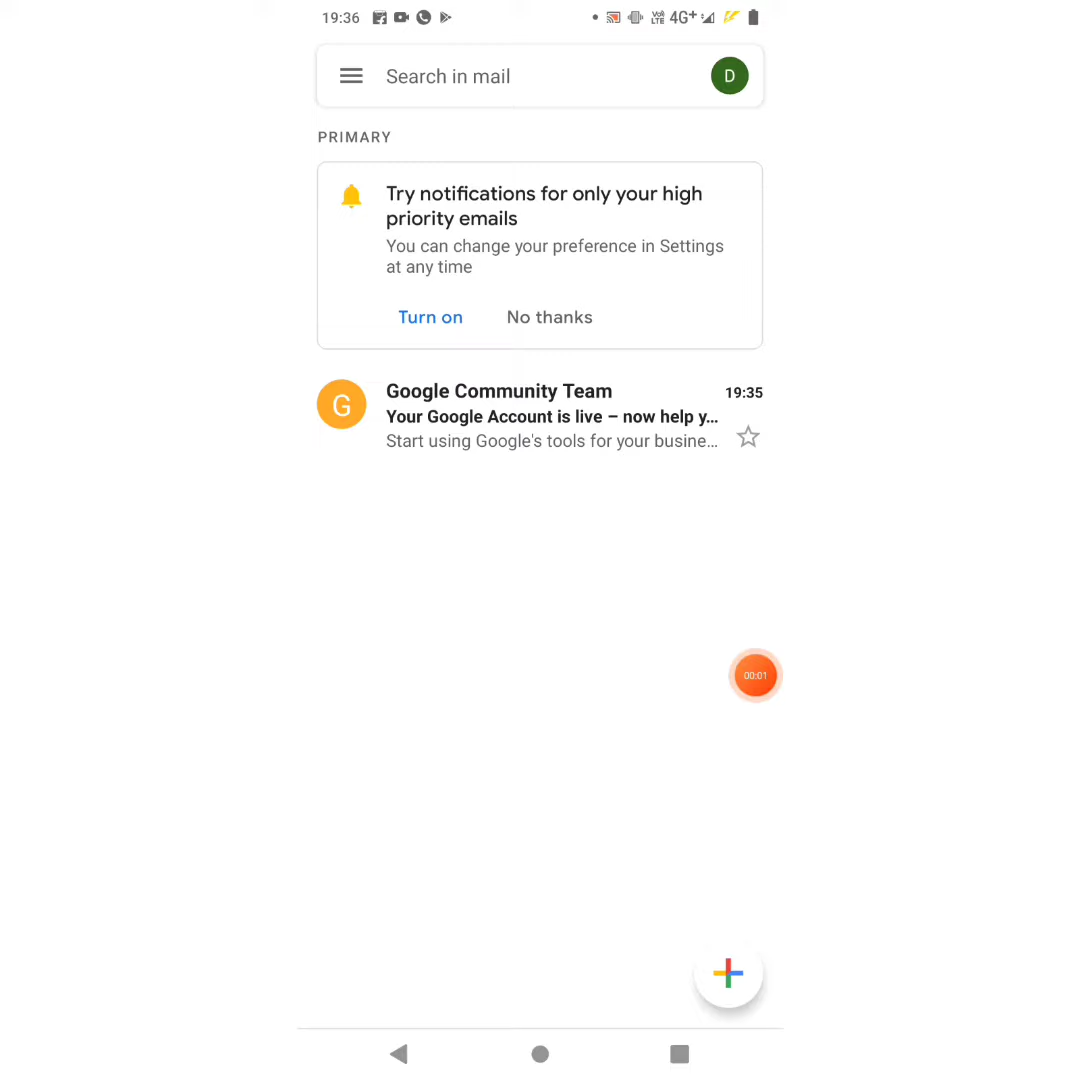 19:36 VoLTE 4G+
Search in mail D
PRIMARY
Try notifications for only your high
priority emails
You can change your preference in Settings
at any time
Turn on No thanks
G Google Community Team 19:35
Your Google Account is live – now help y...
Start using Google's tools for your busine...
00:01